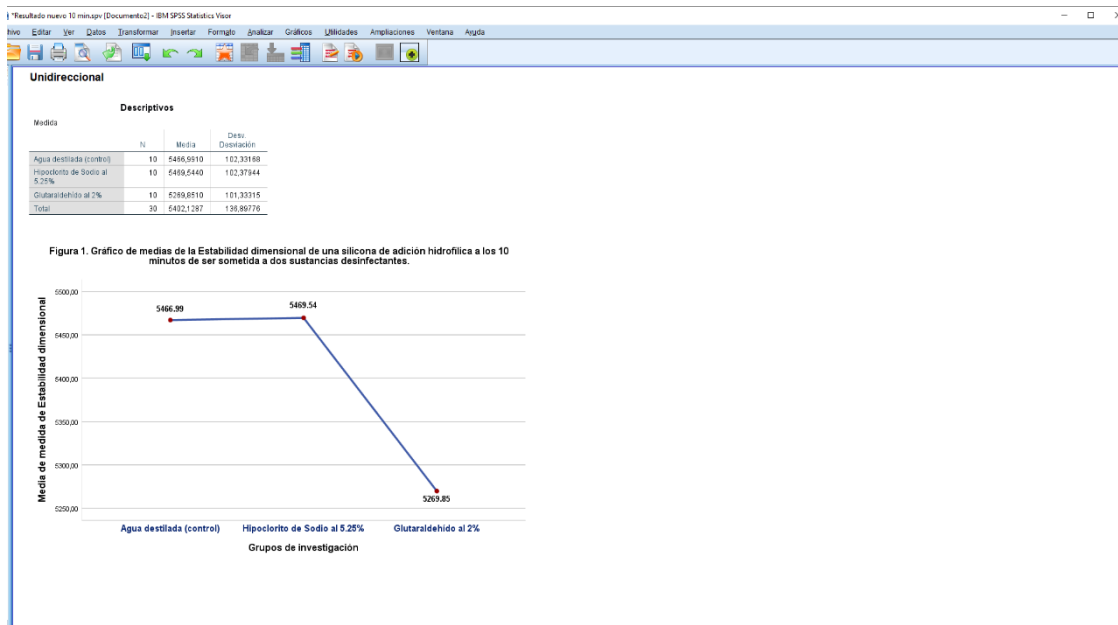 *Resultado nuevo 10 min.spv [Documento2] - IBM SPSS Statistics Visor
hivo Editar Ver Datos Transformar Insertar Formato Analizar Gráficos Utilidades Ampliaciones Ventana Ayuda
Unidireccional
Descriptivos
Medida
N Media Desv. Desviación
Agua destilada (control) 10 5466,9910 102,33168
Hipoclorito de Sodio al 5.25% 10 5469,5440 102,37944
Glutaraldehído al 2% 10 5269,8510 101,33315
Total 30 5402,1287 136,89776
Figura 1. Gráfico de medias de la Estabilidad dimensional de una silicona de adición hidrofílica a los 10
minutos de ser sometida a dos sustancias desinfectantes.
Media de medida de Estabilidad dimensional
5500,00
5450,00
5400,00
5350,00
5300,00
5250,00
5466.99
5469.54
5269.85
Agua destilada (control) Hipoclorito de Sodio al 5.25% Glutaraldehido al 2%
Grupos de investigación